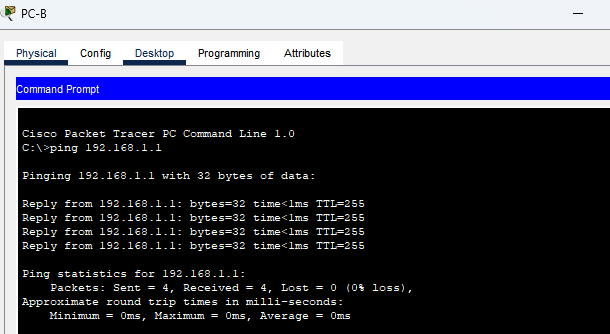 PC-B
Physical Config Desktop Programming Attributes
Command Prompt
Cisco Packet Tracer PC Command Line 1.0
C:\>ping 192.168.1.1
Pinging 192.168.1.1 with 32 bytes of data:
Reply from 192.168.1.1: bytes=32 time<1ms TTL=255
Reply from 192.168.1.1: bytes=32 time<1ms TTL=255
Reply from 192.168.1.1: bytes=32 time<1ms TTL=255
Reply from 192.168.1.1: bytes=32 time<1ms TTL=255
Ping statistics for 192.168.1.1:
Packets: Sent = 4, Received = 4, Lost = 0 (0% loss),
Approximate round trip times in milli-seconds:
Minimum = 0ms, Maximum = 0ms, Average = 0ms